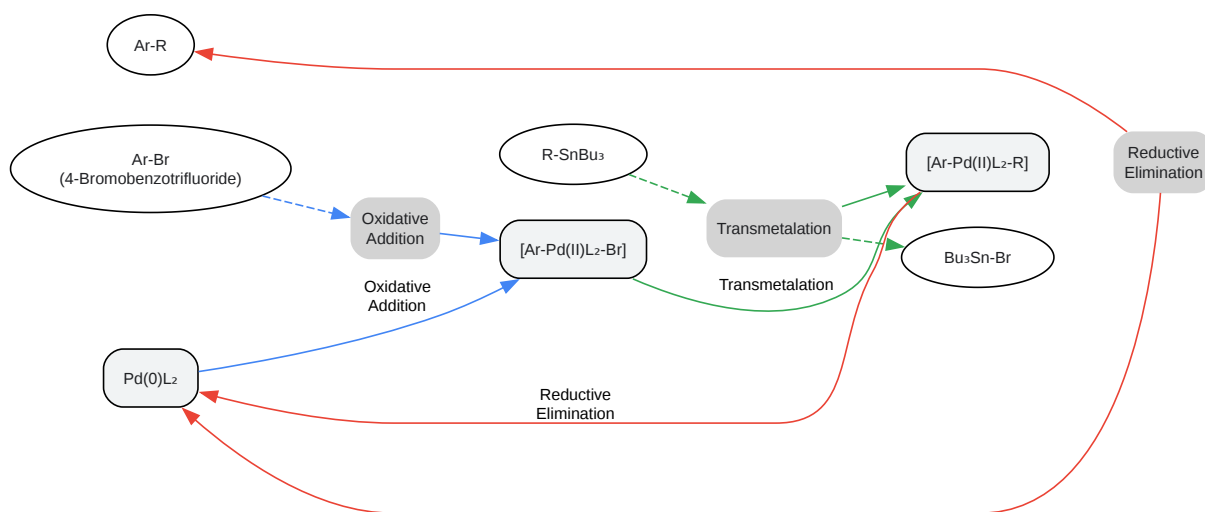 Ar-R
Ar-Br
(4-Bromobenzotrifluoride)
Oxidative
Addition
R-SnBu₃
[Ar-Pd(II)L₂-R]
Reductive
Elimination
Transmetalation
[Ar-Pd(II)L₂-Br]
Bu₃Sn-Br
Oxidative
Addition
Transmetalation
Pd(0)L₂
Reductive
Elimination